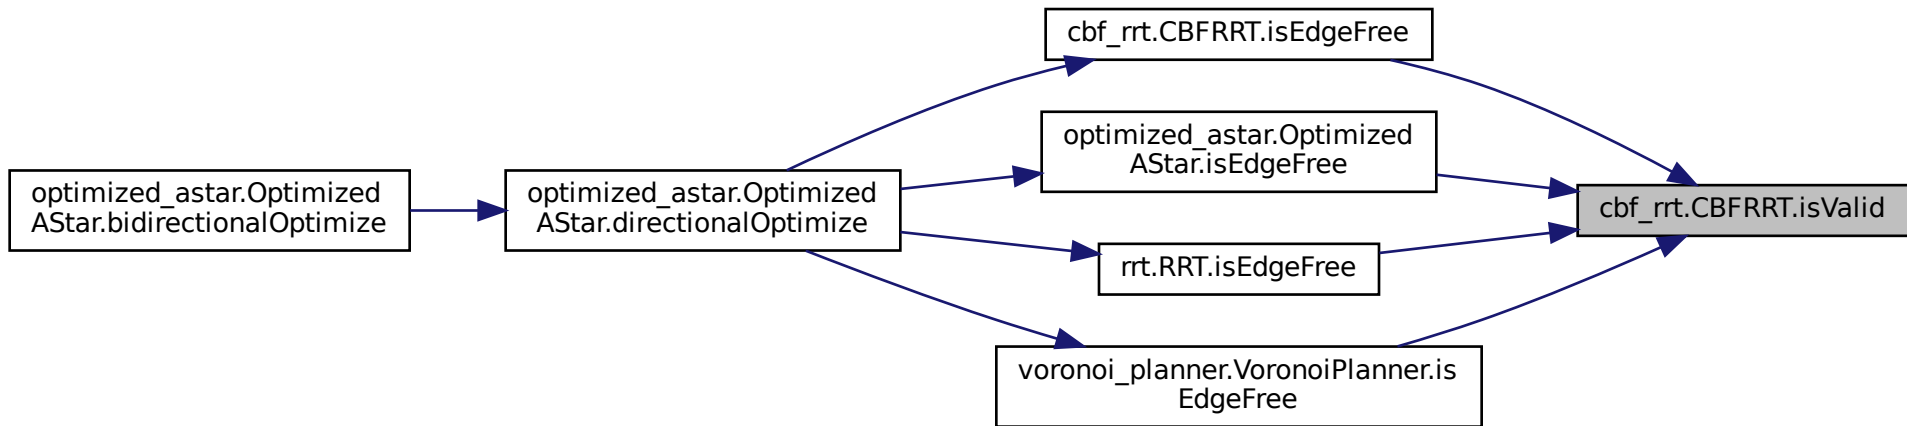 cbf_rrt.CBFRRT.isEdgeFree
optimized_astar.Optimized
AStar.isEdgeFree
optimized_astar.Optimized
AStar.bidirectionalOptimize
optimized_astar.Optimized
AStar.directionalOptimize
cbf_rrt.CBFRRT.isValid
rrt.RRT.isEdgeFree
voronoi_planner.VoronoiPlanner.is
EdgeFree